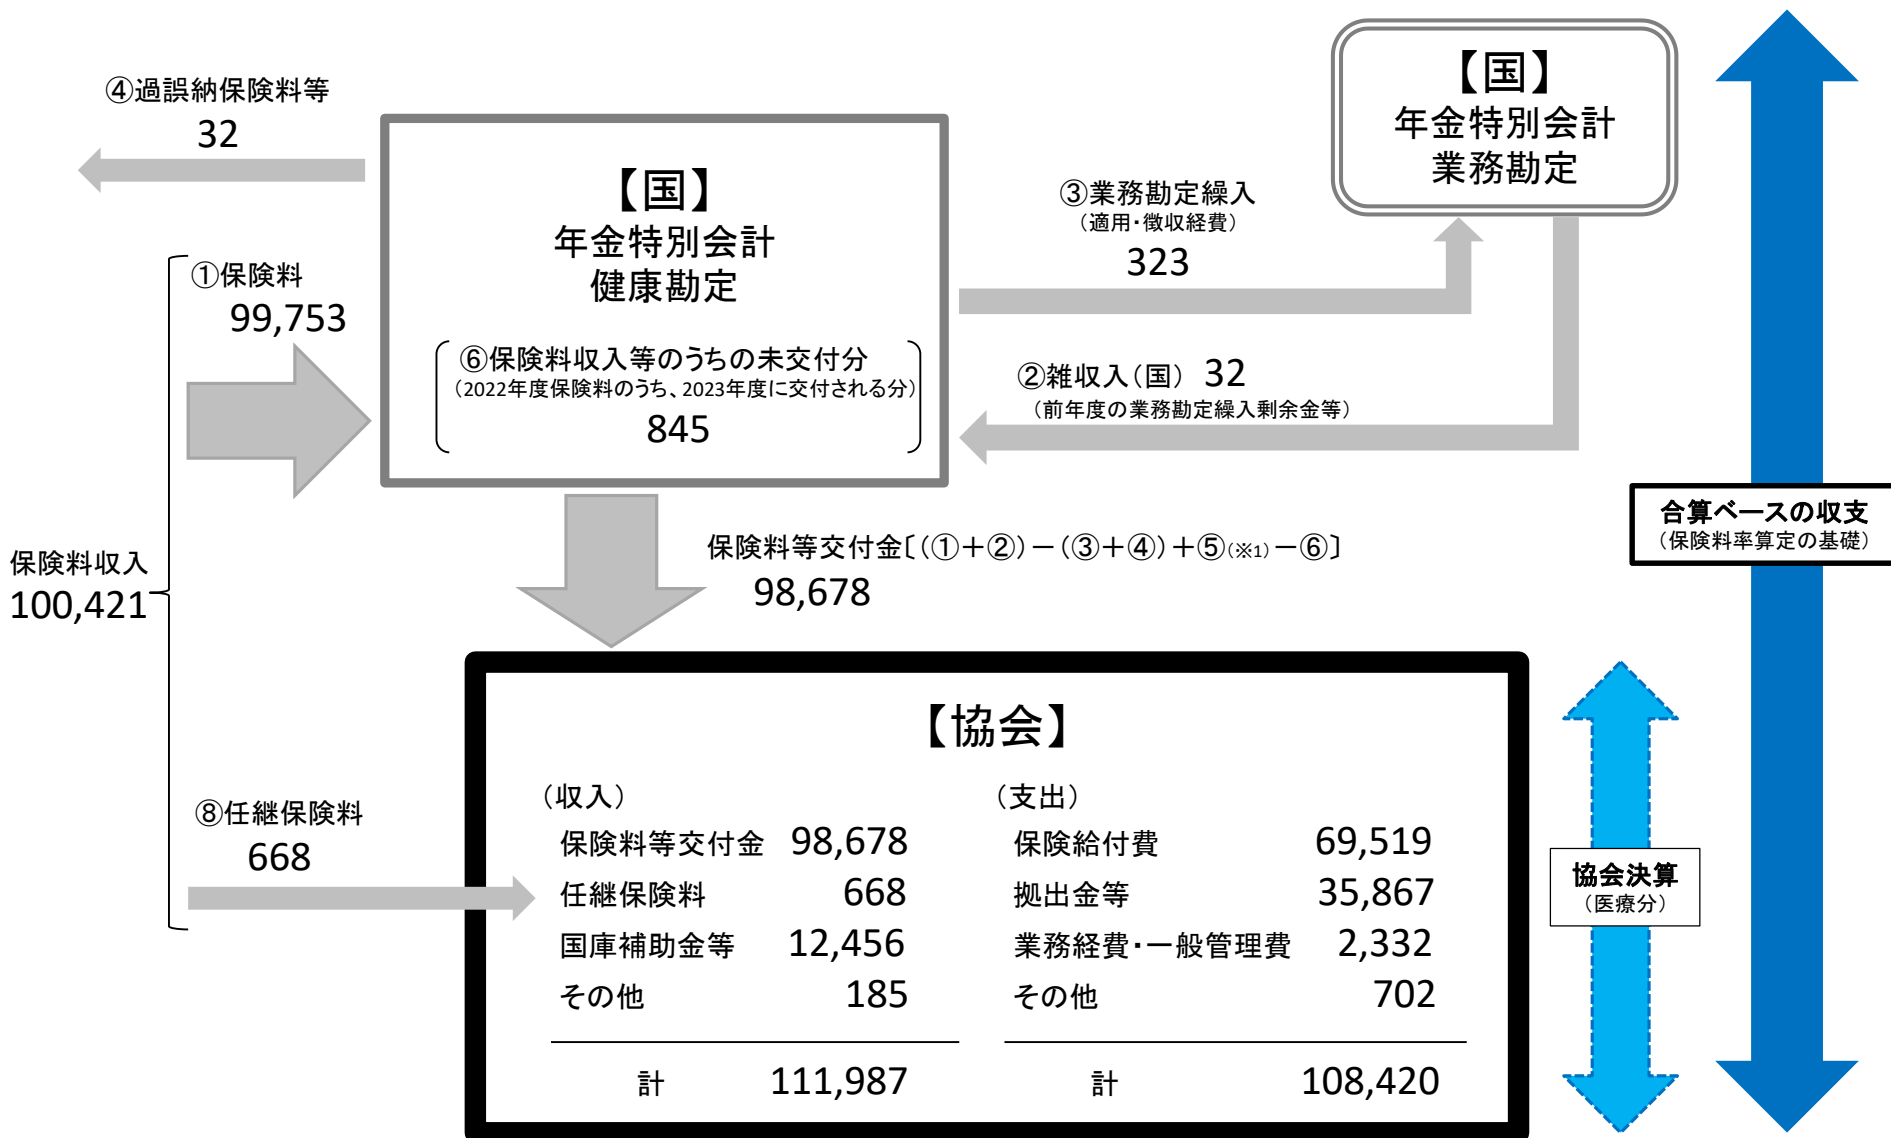 ④過誤納保険料等
32
【国】
年金特別会計
健康勘定
⑥保険料収入等のうちの未交付分
(2022年度保険料のうち、2023年度に交付される分)
845
【国】
年金特別会計
業務勘定
③業務勘定繰入
(適用・徴収経費)
323
②雑収入(国) 32
(前年度の業務勘定繰入剰余金等)
①保険料
99,753
保険料収入
100,421
保険料等交付金〔(①+②)-(③+④)+⑤(※1)-⑥〕
98,678
合算ベースの収支
(保険料率算定の基礎)
⑧任継保険料
668
【協会】
(収入)
保険料等交付金 98,678
任継保険料 668
国庫補助金等 12,456
その他 185
計 111,987
(支出)
保険給付費 69,519
拠出金等 35,867
業務経費・一般管理費 2,332
その他 702
計 108,420
協会決算
(医療分)